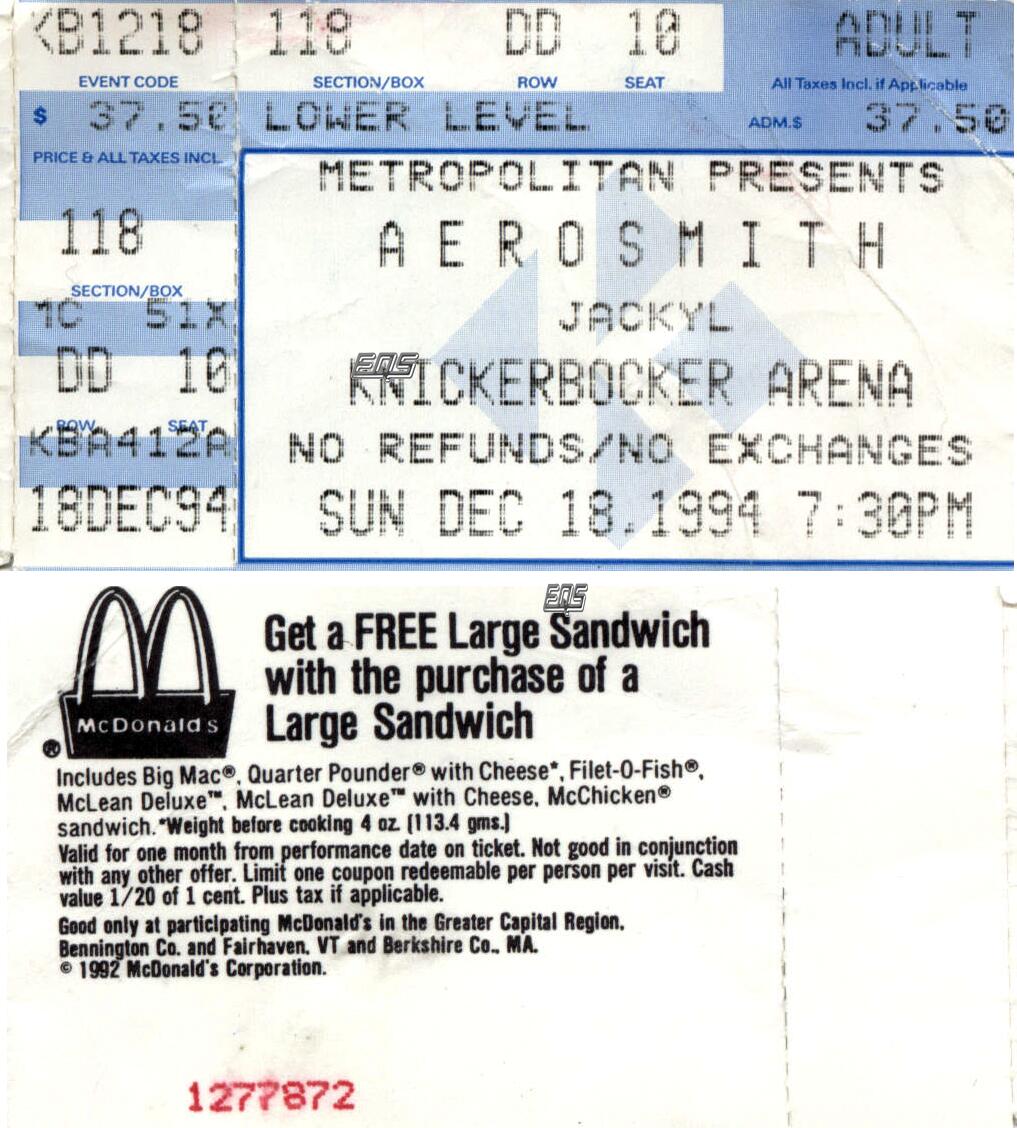 KB1218 118 DD 10 ADULT
EVENT CODE SECTION/BOX ROW SEAT All Taxes Incl. if Applicable
$ 37.50 LOWER LEVEL ADM.$ 37.50
PRICE & ALL TAXES INCL.
METROPOLITAN PRESENTS
118
AEROSMITH
SECTION/BOX
1C 51X
JACKYL
DD 10
EAS
KNICKERBOCKER ARENA
ROW SEAT
KBA412A
NO REFUNDS/NO EXCHANGES
18DEC94
SUN DEC 18,1994 7:30PM
EAS
McDonald's
®
Get a FREE Large Sandwich
with the purchase of a
Large Sandwich
Includes Big Mac®, Quarter Pounder® with Cheese*, Filet-O-Fish®,
McLean Deluxe™, McLean Deluxe™ with Cheese, McChicken®
sandwich.*Weight before cooking 4 oz. (113.4 gms.)
Valid for one month from performance date on ticket. Not good in conjunction
with any other offer. Limit one coupon redeemable per person per visit. Cash
value 1/20 of 1 cent. Plus tax if applicable.
Good only at participating McDonald's in the Greater Capital Region,
Bennington Co. and Fairhaven, VT and Berkshire Co., MA.
© 1992 McDonald's Corporation.
1277872